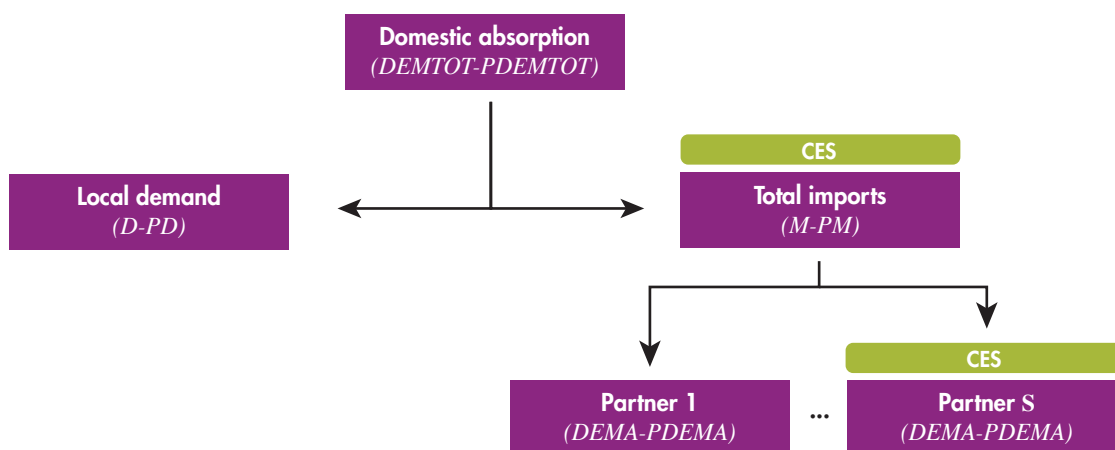 Domestic absorption
(DEMTOT-PDEMTOT)
CES
Local demand
(D-PD)
Total imports
(M-PM)
CES
Partner 1
(DEMA-PDEMA)
...
Partner S
(DEMA-PDEMA)